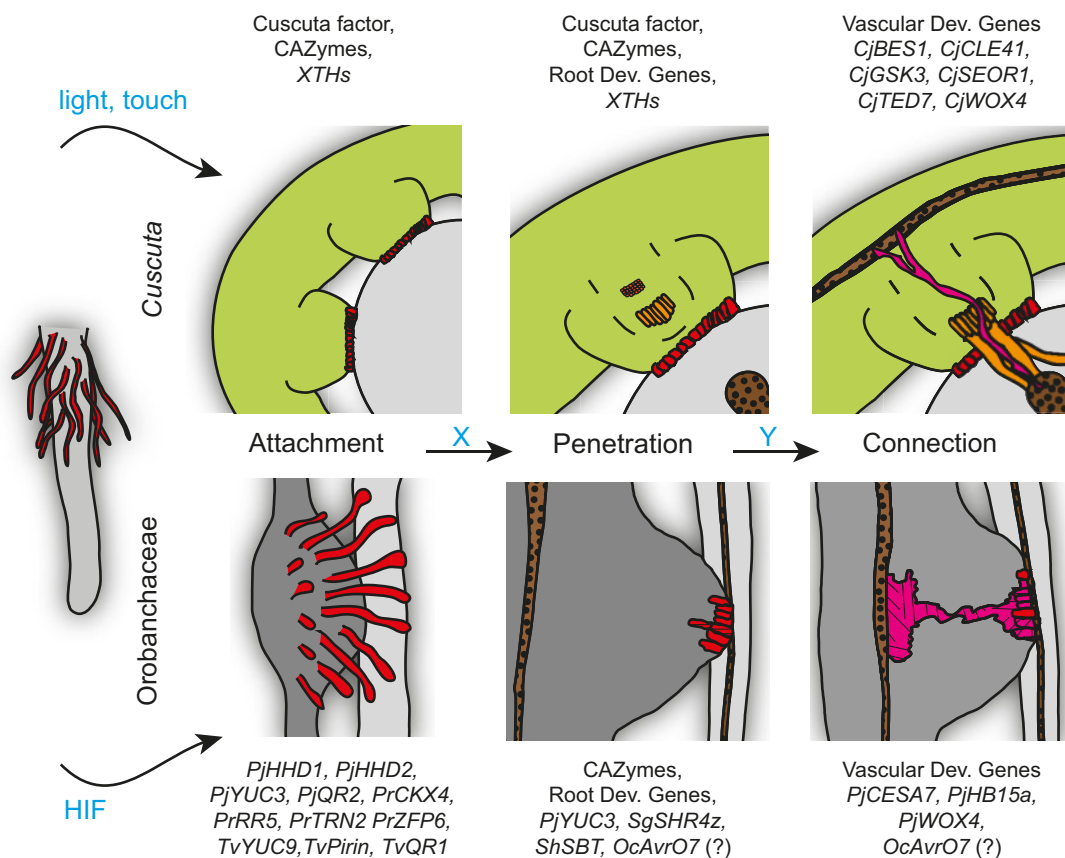 Cuscuta factor,
CAZymes,
XTHs
Cuscuta factor,
CAZymes,
Root Dev. Genes,
XTHs
Vascular Dev. Genes
CjBES1, CjCLE41,
CjGSK3, CjSEOR1,
CjTED7, CjWOX4
light, touch
Cuscuta
Attachment
X
Penetration
Y
Connection
Orobanchaceae
HIF
PjHHD1, PjHHD2,
PjYUC3, PjQR2, PrCKX4,
PrRR5, PrTRN2 PrZFP6,
TvYUC9,TvPirin, TvQR1
CAZymes,
Root Dev. Genes,
PjYUC3, SgSHR4z,
ShSBT, OcAvrO7 (?)
Vascular Dev. Genes
PjCESA7, PjHB15a,
PjWOX4,
OcAvrO7 (?)